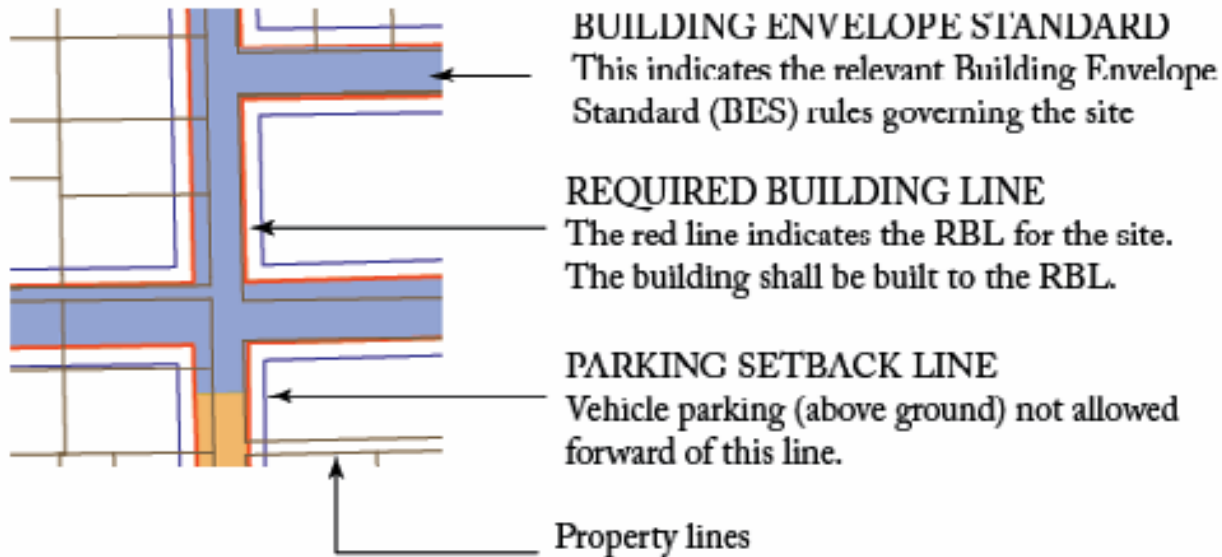 BUILDING ENVELOPE STANDARD
This indicates the relevant Building Envelope
Standard (BES) rules governing the site
REQUIRED BUILDING LINE
The red line indicates the RBL for the site.
The building shall be built to the RBL.
PARKING SETBACK LINE
Vehicle parking (above ground) not allowed
forward of this line.
Property lines